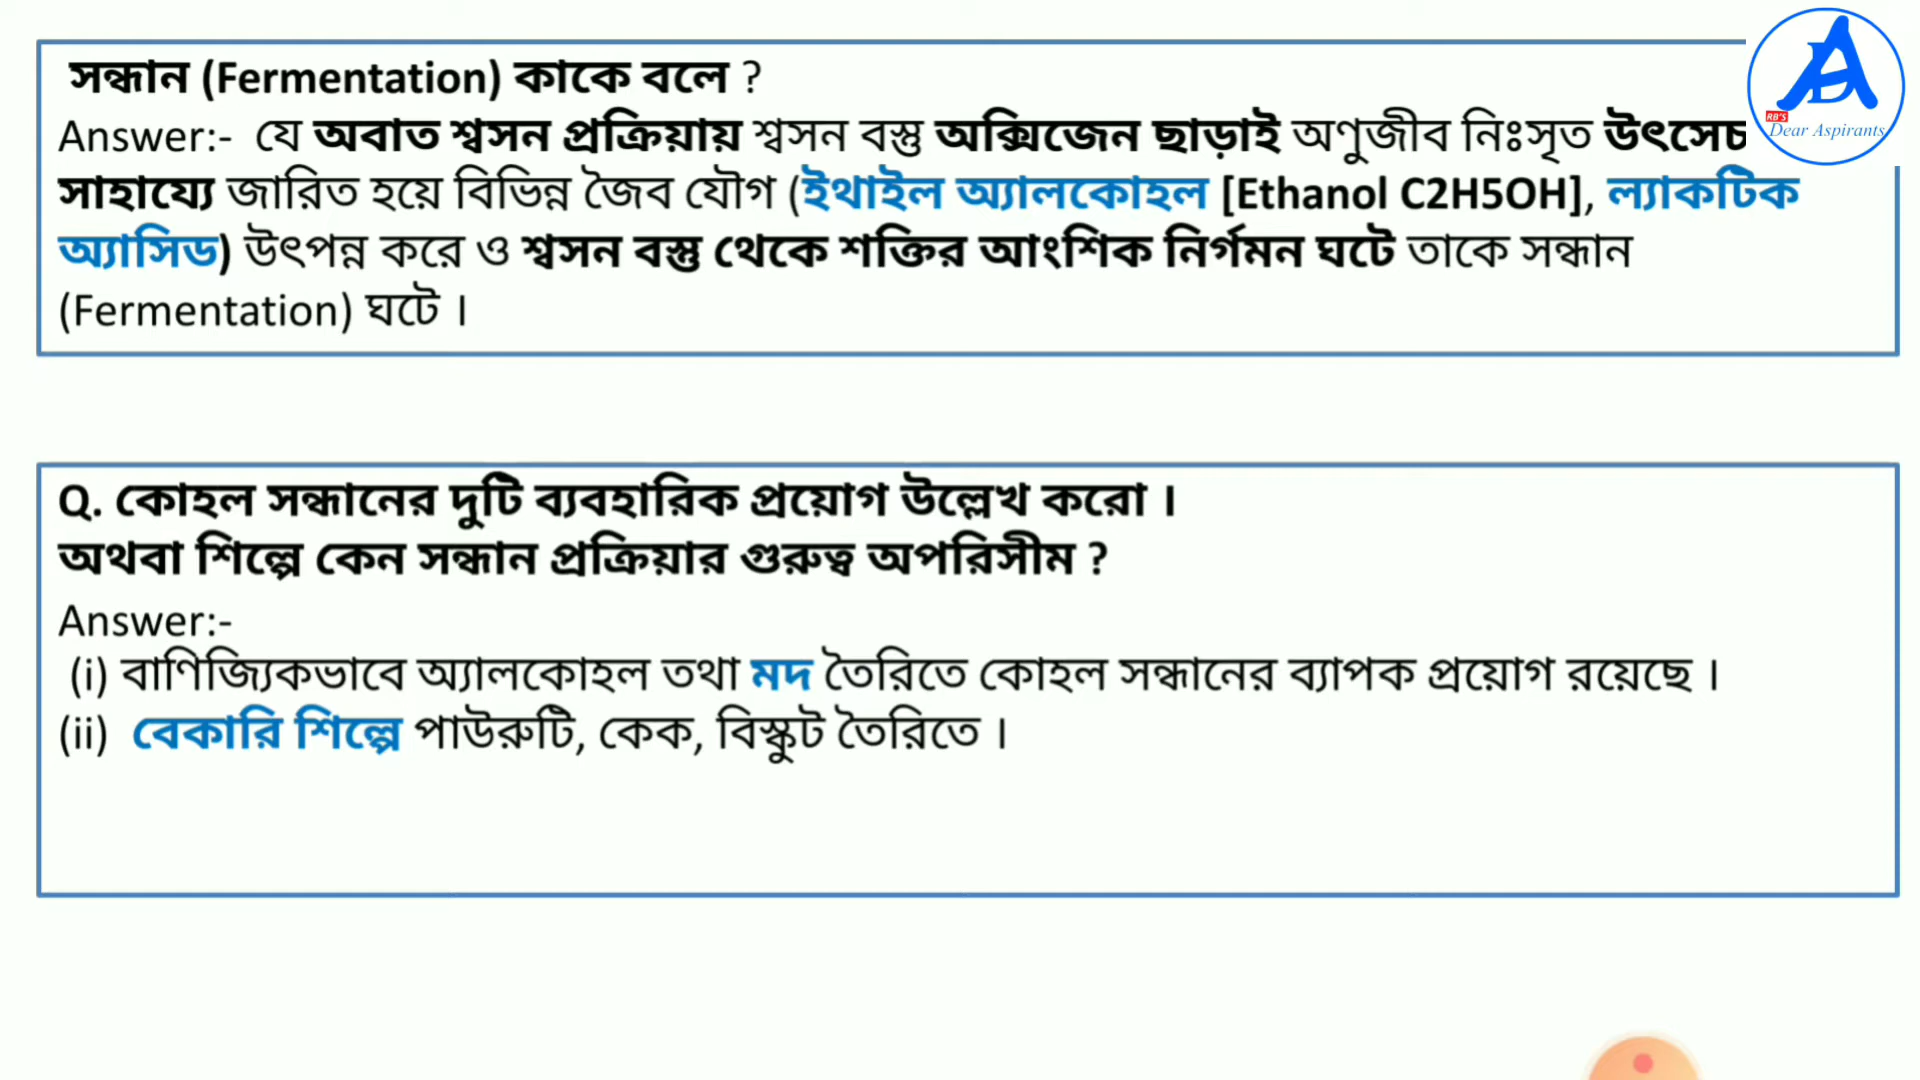 সন্ধান (Fermentation) কাকে বলে ?
Answer:- যে অবাত শ্বসন প্রক্রিয়ায় শ্বসন বস্তু অক্সিজেন ছাড়াই অণুজীব নিঃসৃত
সাহায্যে জারিত হয়ে বিভিন্ন জৈব যৌগ (ইথাইল অ্যালকোহল [Ethanol C2H5OH], ল্যাকটিক
অ্যাসিড) উৎপন্ন করে ও শ্বসন বস্তু থেকে শক্তির আংশিক নির্গমন ঘটে তাকে সন্ধান
(Fermentation) ঘটে ।
RB'S
Dear Aspirants
Q. কোহল সন্ধানের দুটি ব্যবহারিক প্রয়োগ উল্লেখ করো ।
অথবা শিল্পে কেন সন্ধান প্রক্রিয়ার গুরুত্ব অপরিসীম ?
Answer:-
(i) বাণিজ্যিকভাবে অ্যালকোহল তথা মদ তৈরিতে কোহল সন্ধানের ব্যাপক প্রয়োগ রয়েছে ।
(ii) বেকারি শিল্পে পাউরুটি, কেক, বিস্কুট তৈরিতে ।